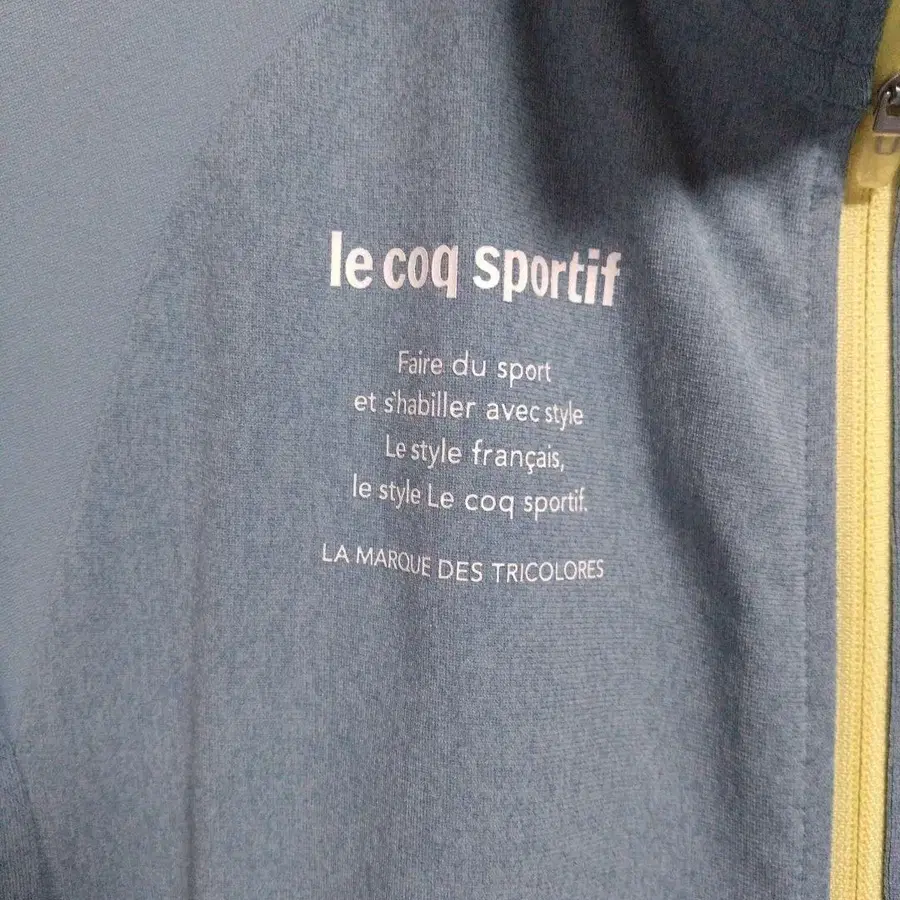 le coq sportif
Faire du sport
et s'habiller avec style
Le style français,
le style Le coq sportif.
LA MARQUE DES TRICOLORES